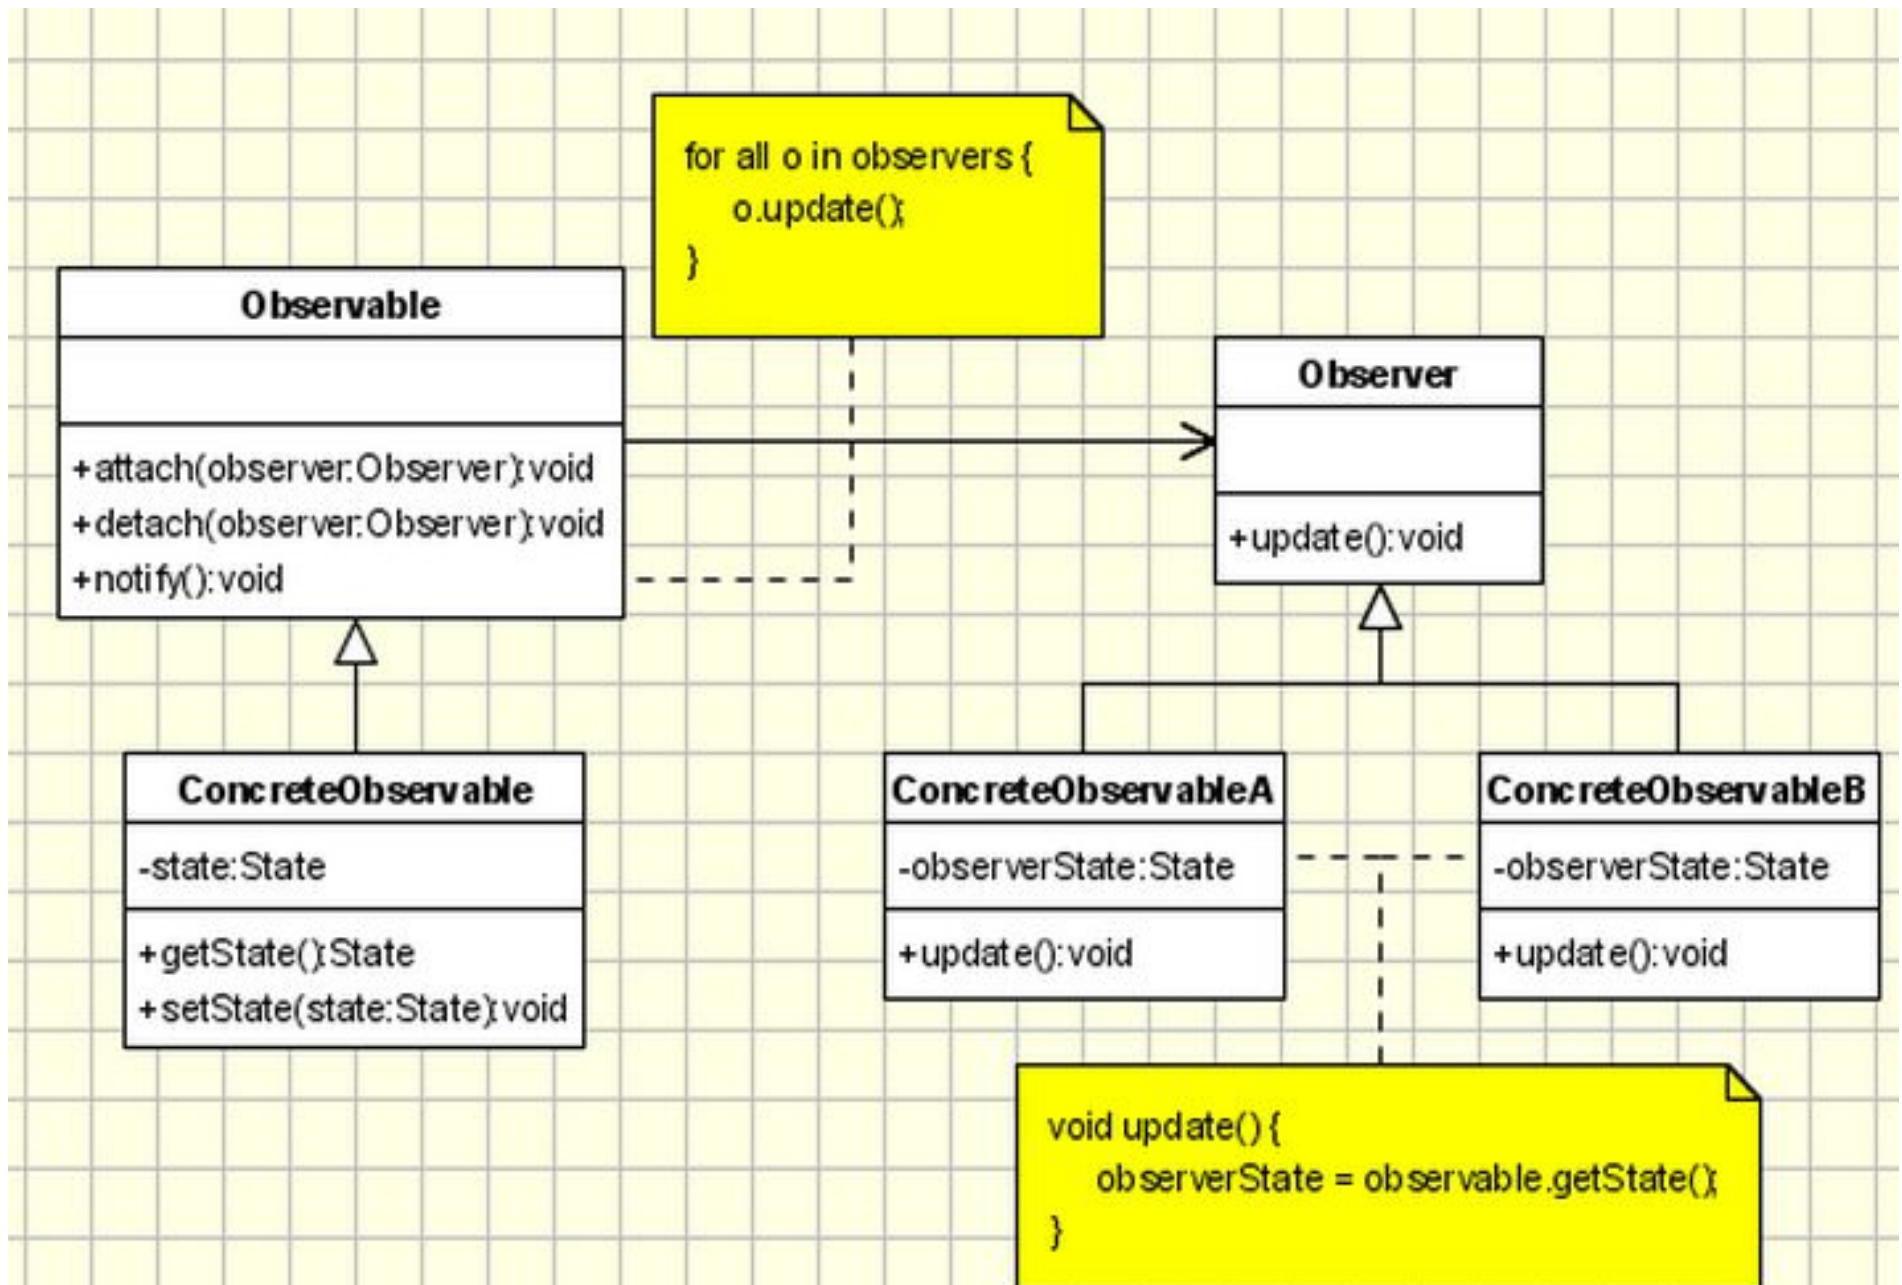 for all o in observers {
o.update();
}
Observable
+attach(observer:Observer):void
+detach(observer:Observer):void
+notify():void
Observer
+update():void
ConcreteObservable
-state:State
+getState():State
+setState(state:State):void
ConcreteObservableA
-observerState:State
+update():void
ConcreteObservableB
-observerState:State
+update():void
void update() {
observerState = observable.getState();
}